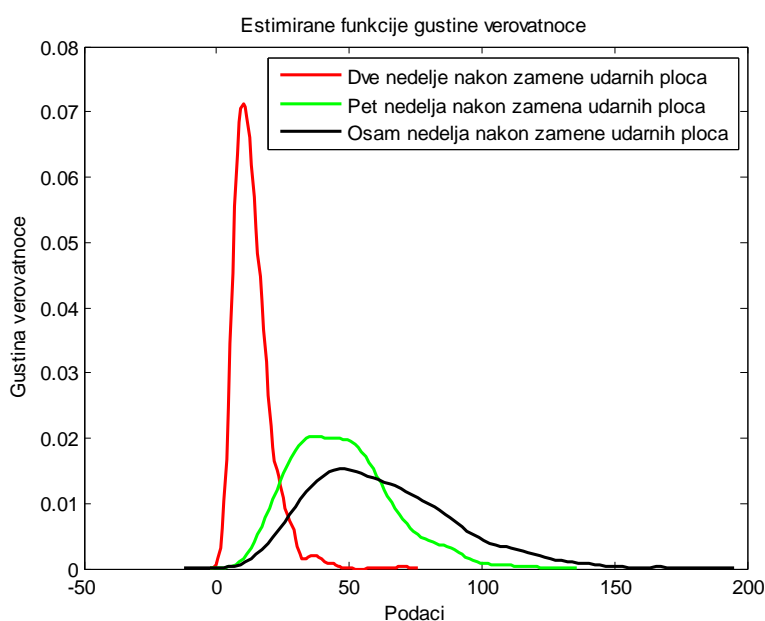 Estimirane funkcije gustine verovatnoce
0.08
0.07
0.06
0.05
0.04
0.03
0.02
0.01
0
Gustina verovatnoce
Dve nedelje nakon zamene udarnih ploca
Pet nedelja nakon zamena udarnih ploca
Osam nedelja nakon zamene udarnih ploca
-50 0 50 100 150 200
Podaci